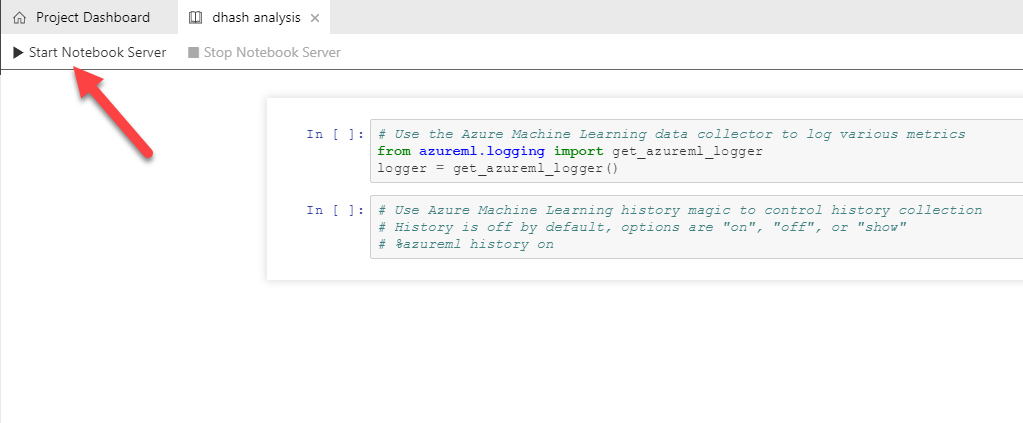 Project Dashboard dhash analysis
Start Notebook Server Stop Notebook Server
In [ ]: # Use the Azure Machine Learning data collector to log various metrics
from azureml.logging import get_azureml_logger
logger = get_azureml_logger()
In [ ]: # Use Azure Machine Learning history magic to control history collection
# History is off by default, options are "on", "off", or "show"
# %azureml history on